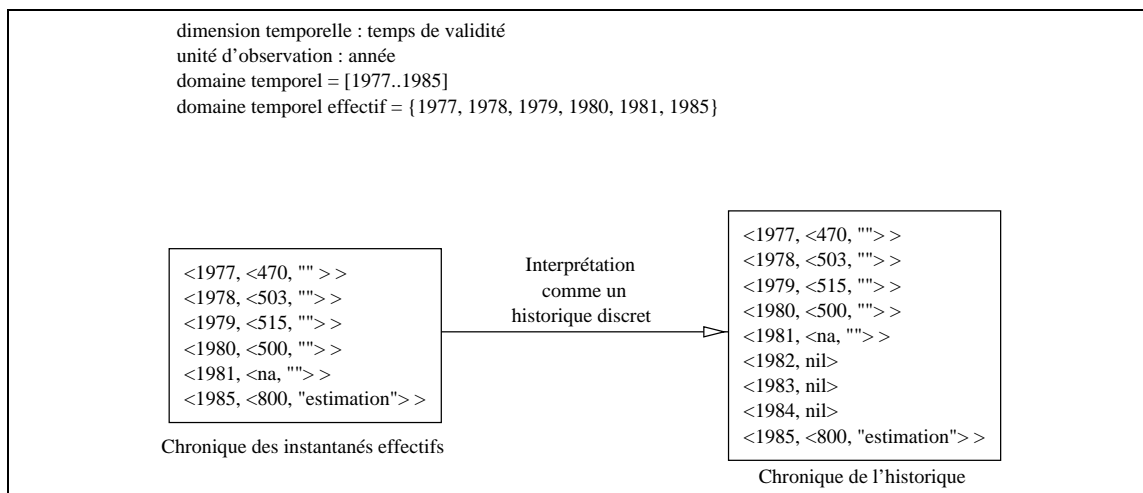 dimension temporelle : temps de validité
unité d'observation : année
domaine temporel = [1977..1985]
domaine temporel effectif = {1977, 1978, 1979, 1980, 1981, 1985}
<1977, <470, "" > >
<1978, <503, ""> >
<1979, <515, ""> >
<1980, <500, ""> >
<1981, <na, ""> >
<1985, <800, "estimation"> >
Chronique des instantanés effectifs
Interprétation
comme un
historique discret
<1977, <470, ""> >
<1978, <503, ""> >
<1979, <515, ""> >
<1980, <500, ""> >
<1981, <na, ""> >
<1982, nil>
<1983, nil>
<1984, nil>
<1985, <800, "estimation"> >
Chronique de l'historique